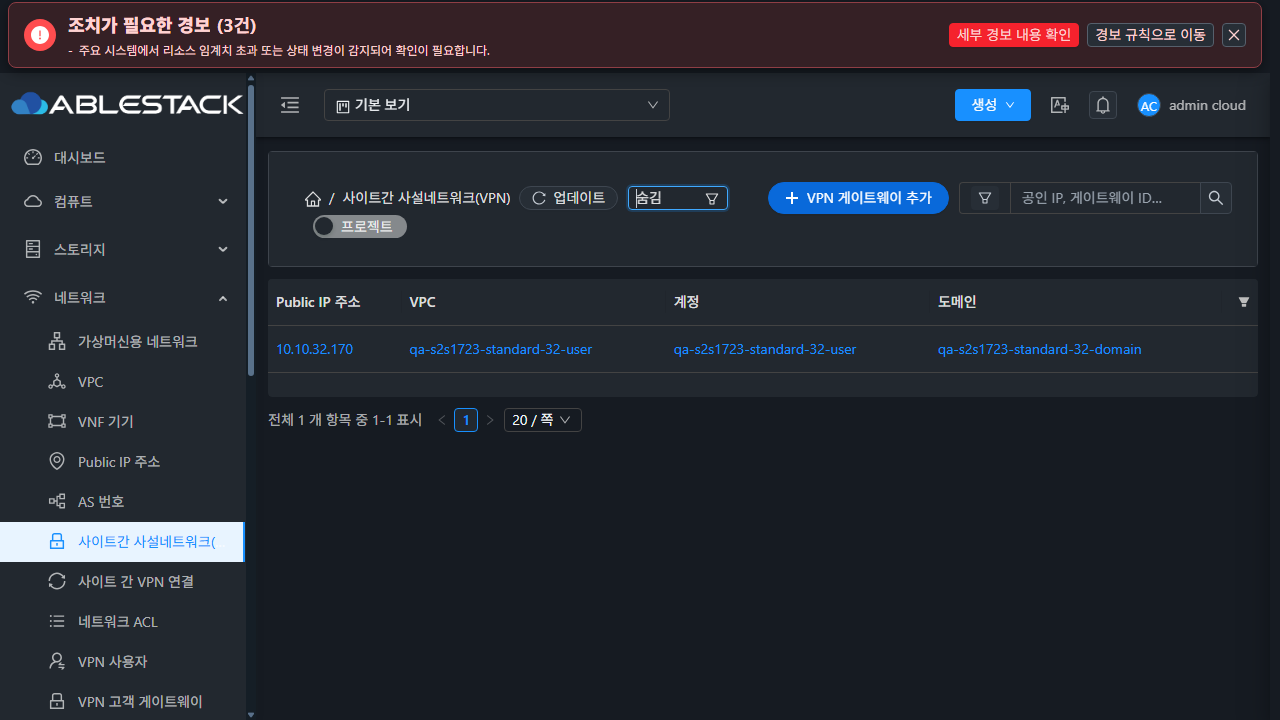 조치가 필요한 경보 (3건)
- 주요 시스템에서 리소스 임계치 초과 또는 상태 변경이 감지되어 확인이 필요합니다.
세부 경보 내용 확인
경보 규칙으로 이동
ABLESTACK
기본 보기
생성
AC
admin cloud
대시보드
컴퓨트
스토리지
네트워크
가상머신용 네트워크
VPC
VNF 기기
Public IP 주소
AS 번호
사이트간 사설네트워크(
사이트 간 VPN 연결
네트워크 ACL
VPN 사용자
VPN 고객 게이트웨이
/ 사이트간 사설네트워크(VPN)
업데이트
숨김
VPN 게이트웨이 추가
공인 IP, 게이트웨이 ID...
프로젝트
Public IP 주소 VPC 계정 도메인
10.10.32.170 qa-s2s1723-standard-32-user qa-s2s1723-standard-32-user qa-s2s1723-standard-32-domain
전체 1 개 항목 중 1-1 표시
1
20 / 쪽